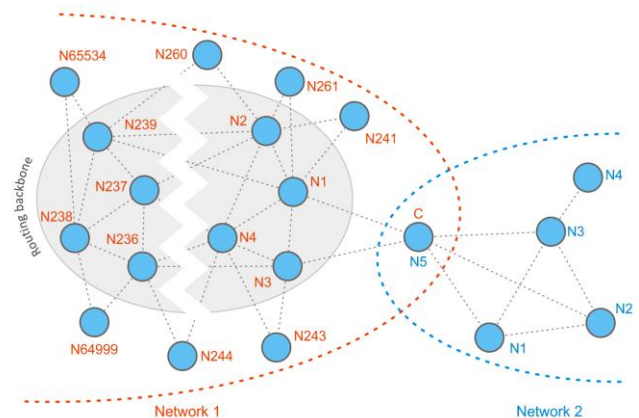 N65534
N260
N261
N239
N2
N241
Routing backbone
N237
N1
N4
N238
N236
N4
C
N3
N5
N3
N2
N64999
N244
N243
N1
Network 1
Network 2